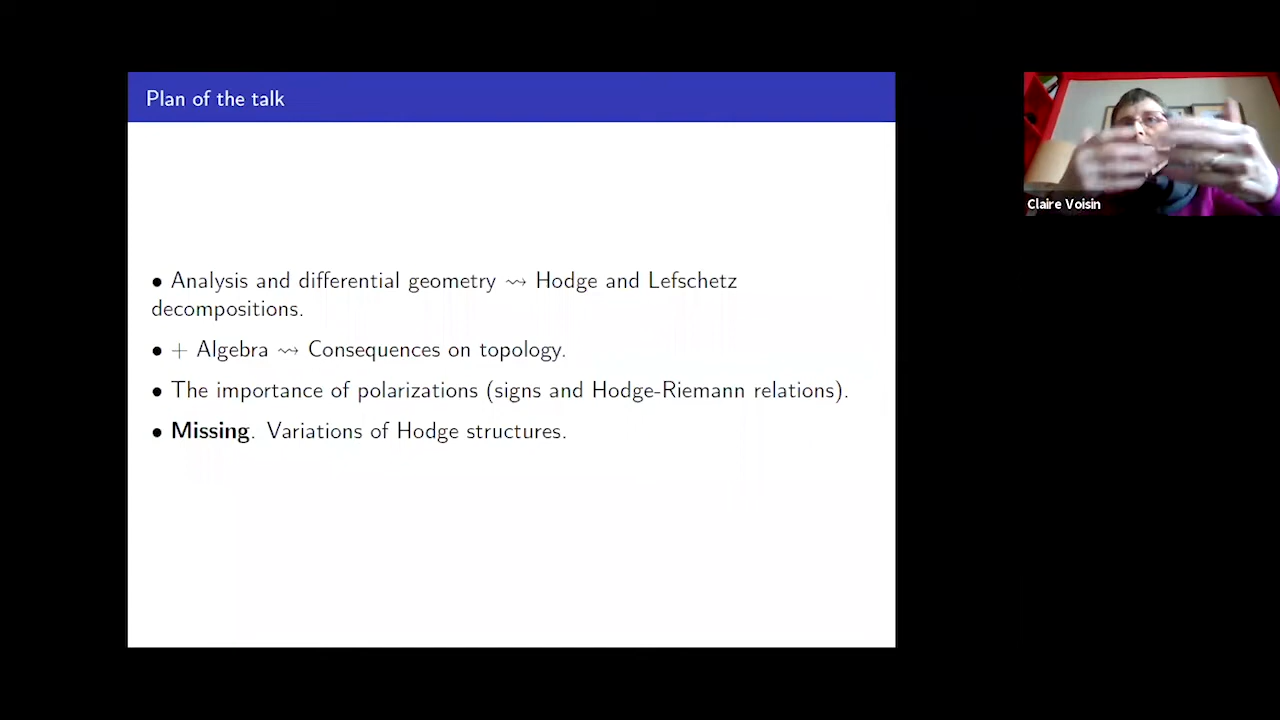 Plan of the talk
• Analysis and differential geometry ⇝ Hodge and Lefschetz
decompositions.
• + Algebra ⇝ Consequences on topology.
• The importance of polarizations (signs and Hodge-Riemann relations).
• Missing. Variations of Hodge structures.
Claire Voisin